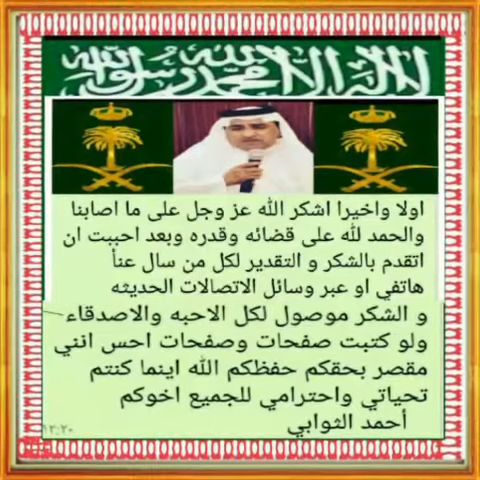 لا إله إلا الله محمد رسول الله
اولا واخيرا اشكر الله عز وجل على ما اصابنا
والحمد لله على قضائه وقدره وبعد احببت ان
اتقدم بالشكر و التقدير لكل من سال عنأ
هاتفي او عبر وسائل الاتصالات الحديثه
و الشكر موصول لكل الاحبه والاصدقاء
ولو كتبت صفحات وصفحات احس انني
مقصر بحقكم حفظكم الله اينما كنتم
تحياتي واحترامي للجميع اخوكم
أحمد الثوابي
١٢:٢٠